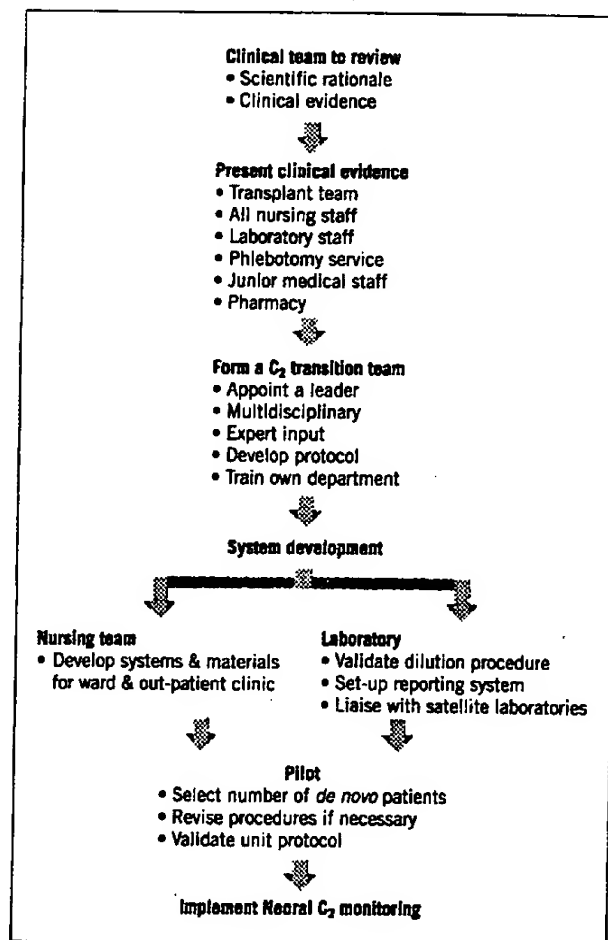 Clinical team to review
• Scientific rationale
• Clinical evidence
Present clinical evidence
• Transplant team
• All nursing staff
• Laboratory staff
• Phlebotomy service
• Junior medical staff
• Pharmacy
Form a C₂ transition team
• Appoint a leader
• Multidisciplinary
• Expert input
• Develop protocol
• Train own department
System development
Nursing team
• Develop systems & materials
for ward & out-patient clinic
Laboratory
• Validate dilution procedure
• Set-up reporting system
• Liaise with satellite laboratories
Pilot
• Select number of de novo patients
• Revise procedures if necessary
• Validate unit protocol
Implement Neoral C₂ monitoring